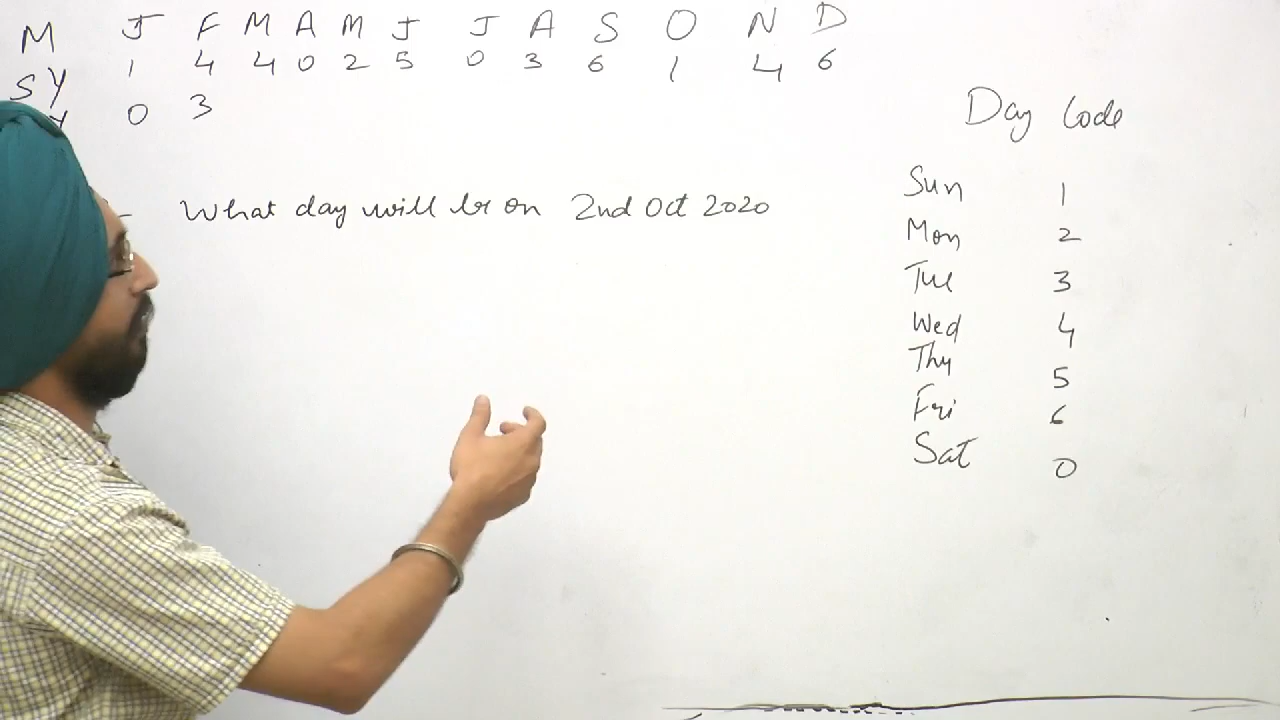 M J F M A M J J A S O N D
SY 1 4 4 0 2 5 0 3 6 1 4 6
Y 0 3
What day will be on 2nd Oct 2020
Day Code
Sun 1
Mon 2
Tue 3
Wed 4
Thu 5
Fri 6
Sat 0